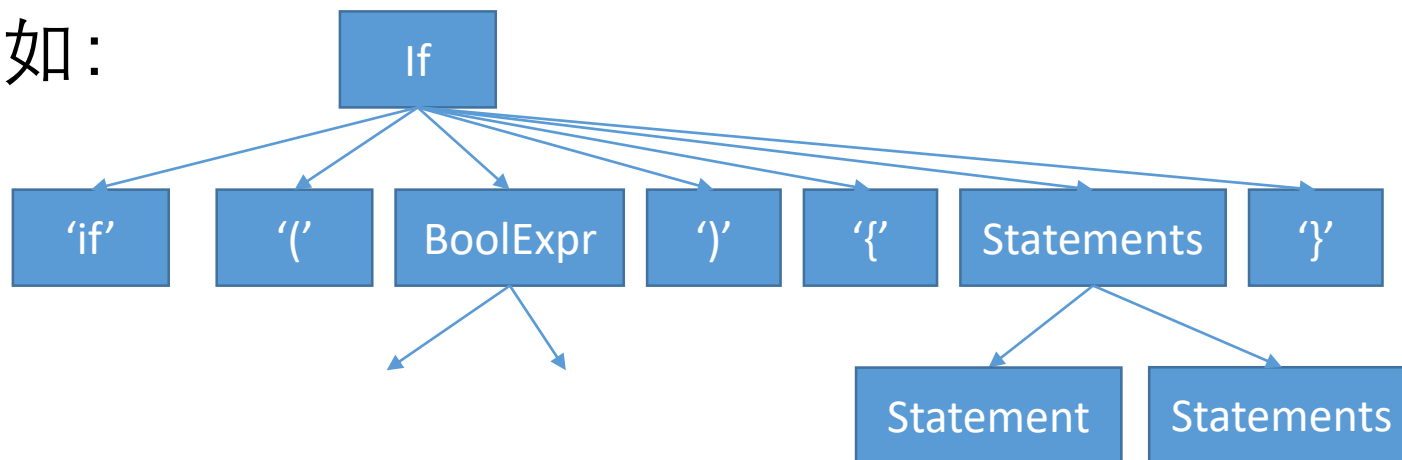 如：
If
‘if’ ‘(’ BoolExpr ‘)’ ‘{’ Statements ‘}’
Statement Statements